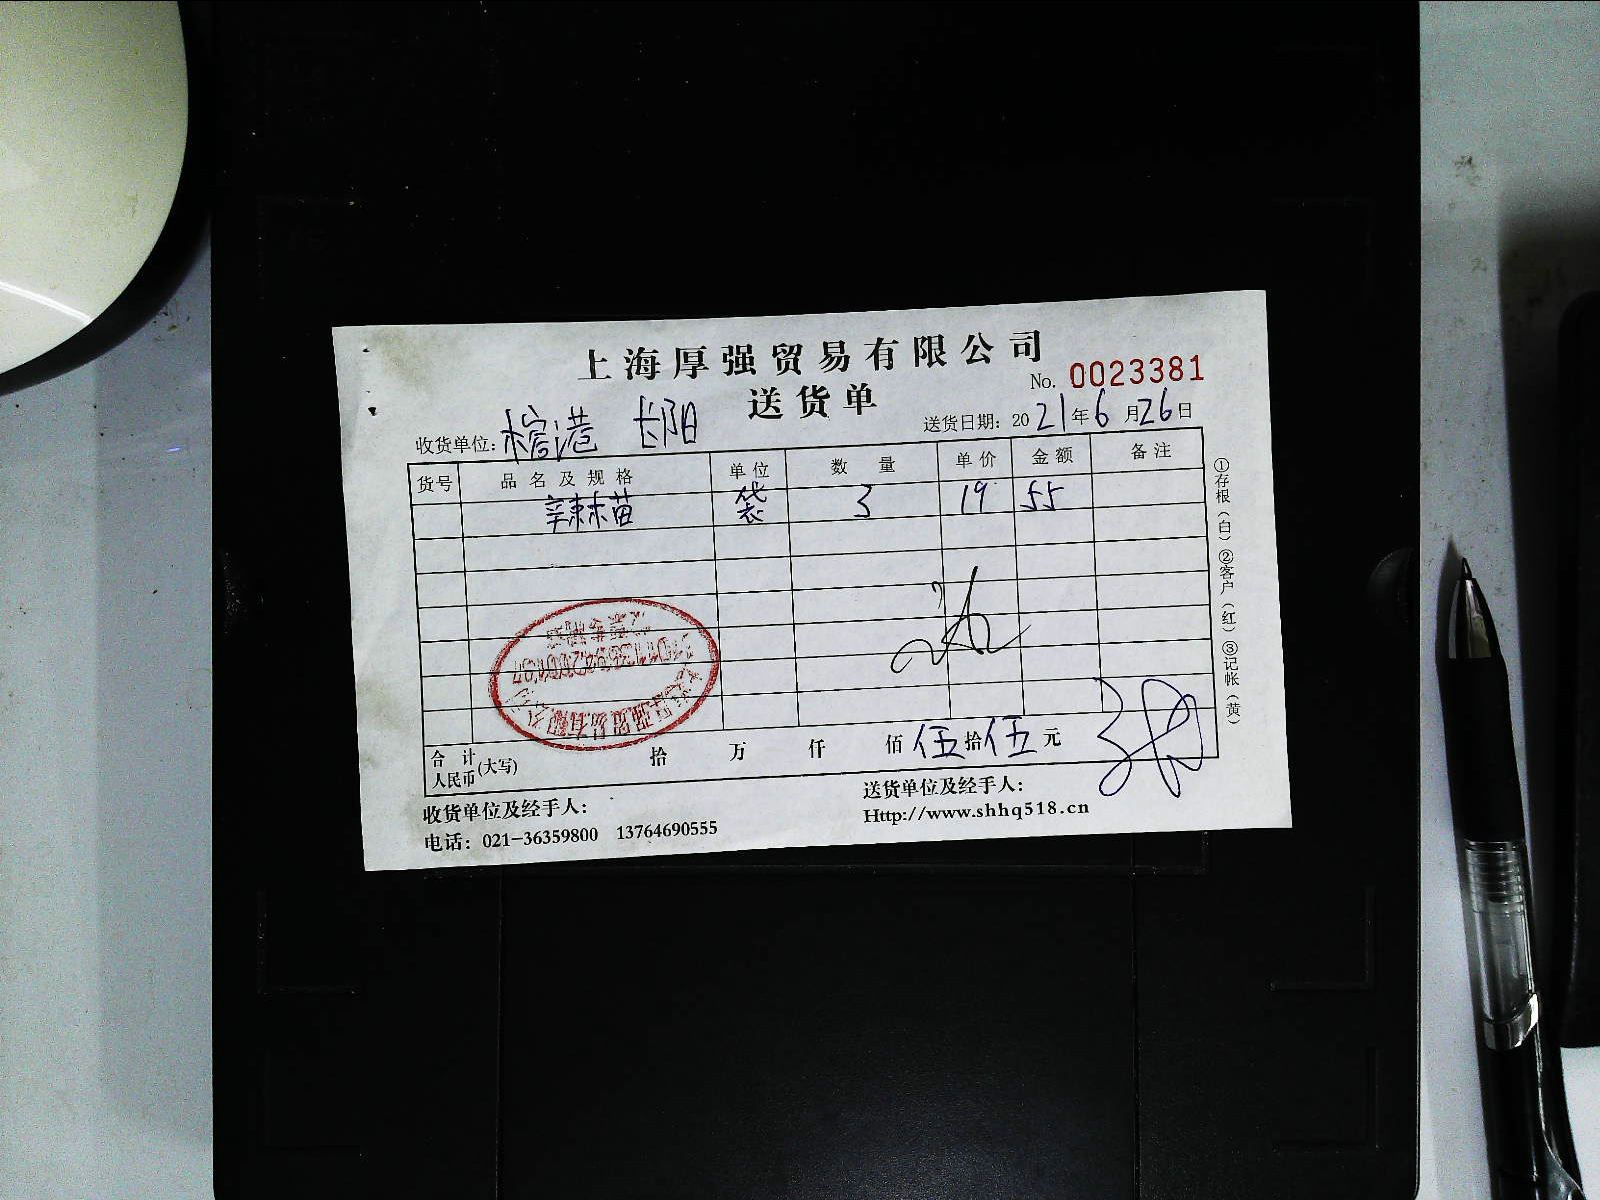 上海厚强贸易有限公司
送货单
No. 0023381
收货单位: 榕港 长阳
送货日期: 2021年6月26日
货号 品名及规格 单位 数量 单价 金额 备注
辣椒苗 袋 3 19 55
合计人民币(大写) 拾 万 仟 佰 伍拾伍元
收货单位及经手人:
送货单位及经手人:
电话: 021-36359800 13764690555
Http://www.shhq518.cn
①存根(白)②客户(红)③记帐(黄)